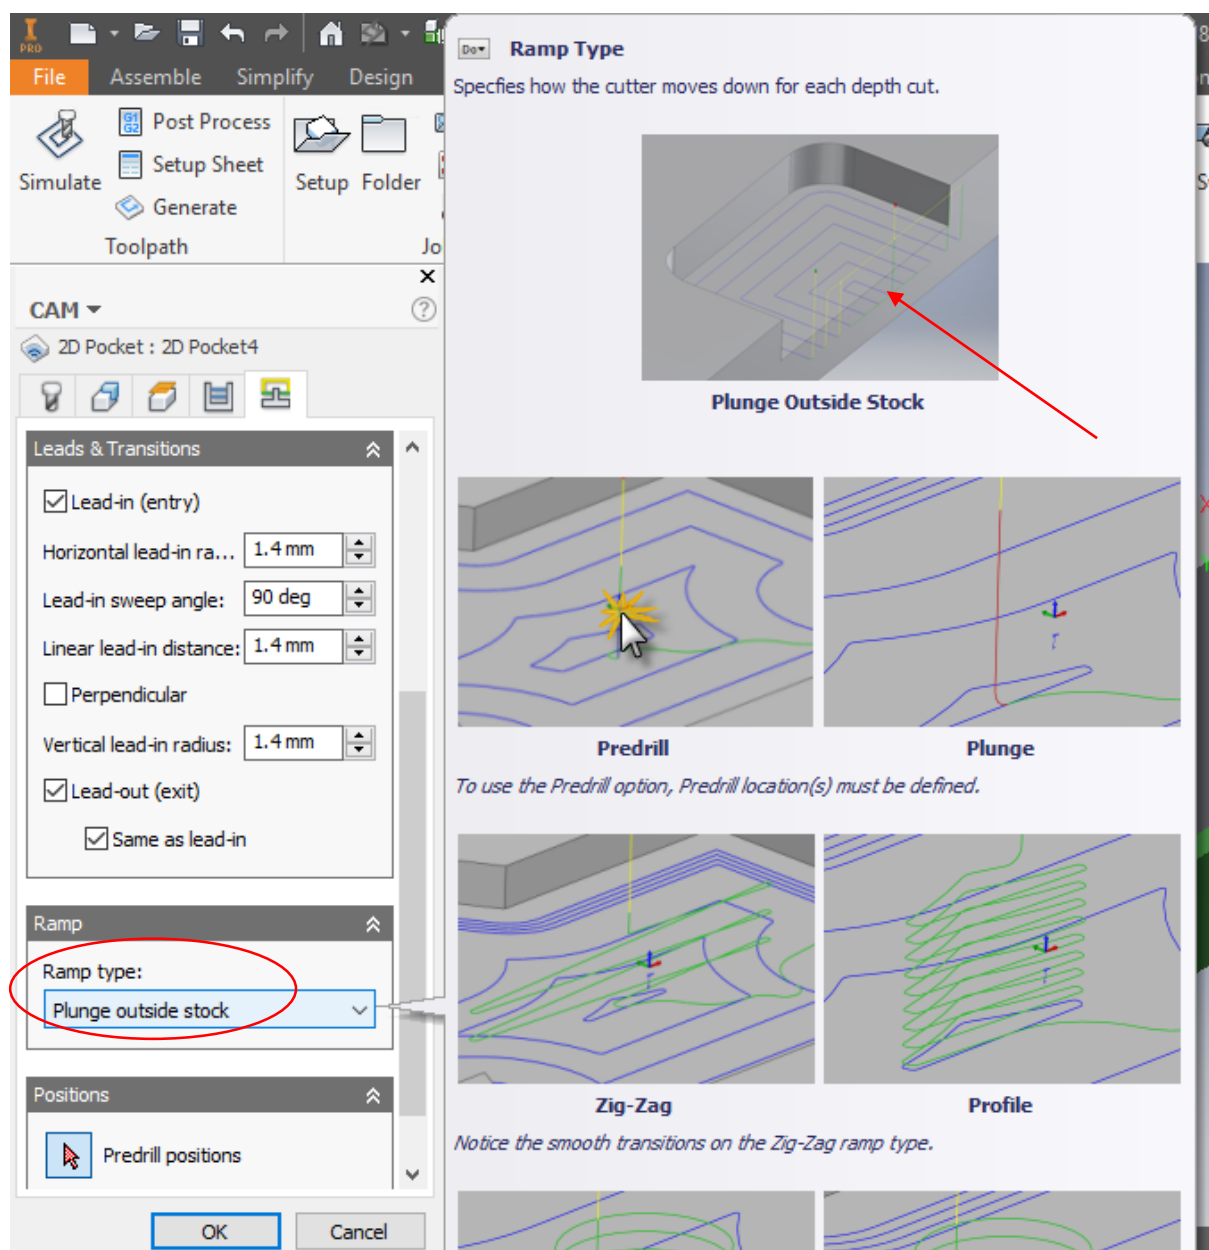 PRO
File Assemble Simplify Design
Simulate
G1
G2
Post Process
Setup Sheet
Generate
Setup Folder
Toolpath
Jo
CAM
?
2D Pocket : 2D Pocket4
Leads & Transitions
Lead-in (entry)
Horizontal lead-in ra... 1.4 mm
Lead-in sweep angle: 90 deg
Linear lead-in distance: 1.4 mm
Perpendicular
Vertical lead-in radius: 1.4 mm
Lead-out (exit)
Same as lead-in
Ramp
Ramp type:
Plunge outside stock
Positions
Predrill positions
OK Cancel
Do Ramp Type
Specfies how the cutter moves down for each depth cut.
Plunge Outside Stock
Predrill Plunge
To use the Predrill option, Predrill location(s) must be defined.
Zig-Zag Profile
Notice the smooth transitions on the Zig-Zag ramp type.